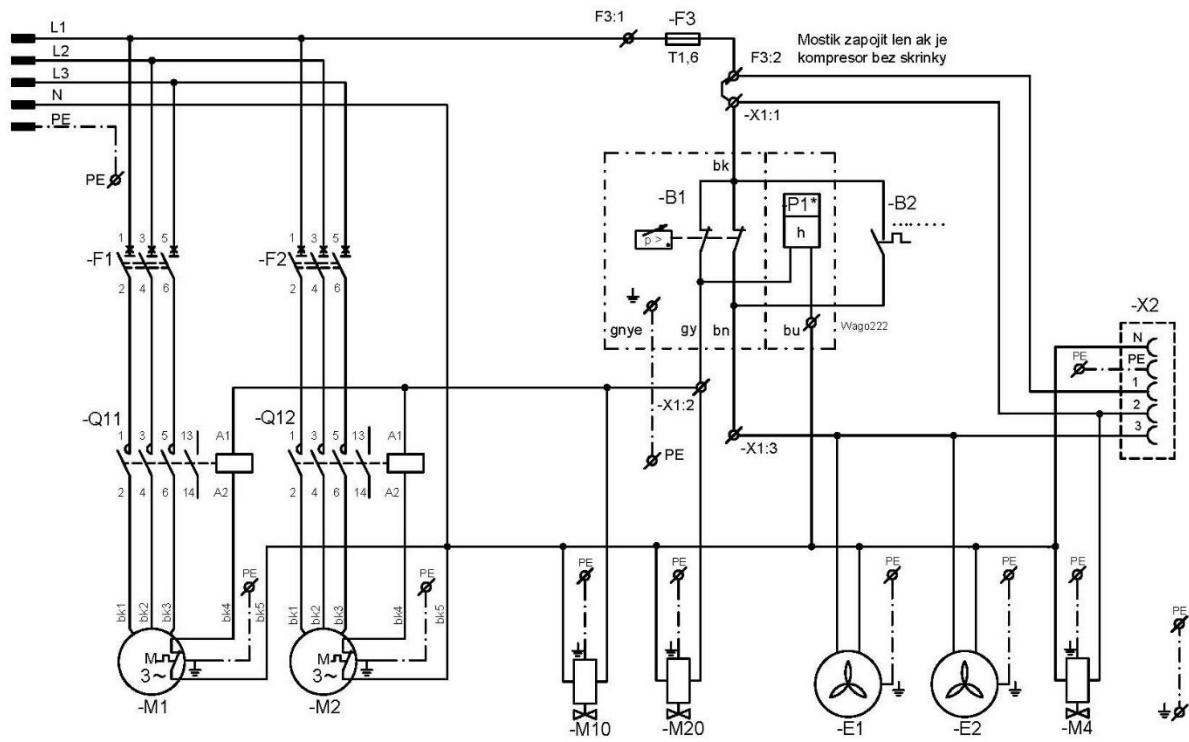 L1
L2
L3
N
PE
PE
F3:1
-F3
T1,6
F3:2
Mostik zapojit len ak je
kompresor bez skrinky
-X1:1
bk
-B1
-P1*
-B2
p >
h
1 3 5
-F1
2 4 6
1 3 5
-F2
2 4 6
gnye
gy
bn
bu
Wago222
-X2
N
PE
PE
1
2
3
-X1:2
-X1:3
PE
-Q11
1 3 5 13 A1
2 4 6 14 A2
-Q12
1 3 5 13 A1
2 4 6 14 A2
bk1
bk2
bk3
bk4
PE
bk5
bk1
bk2
bk3
bk4
PE
bk5
PE
PE
PE
PE
PE
PE
M
3~
M
3~
-M1
-M2
-M10
-M20
-E1
-E2
-M4